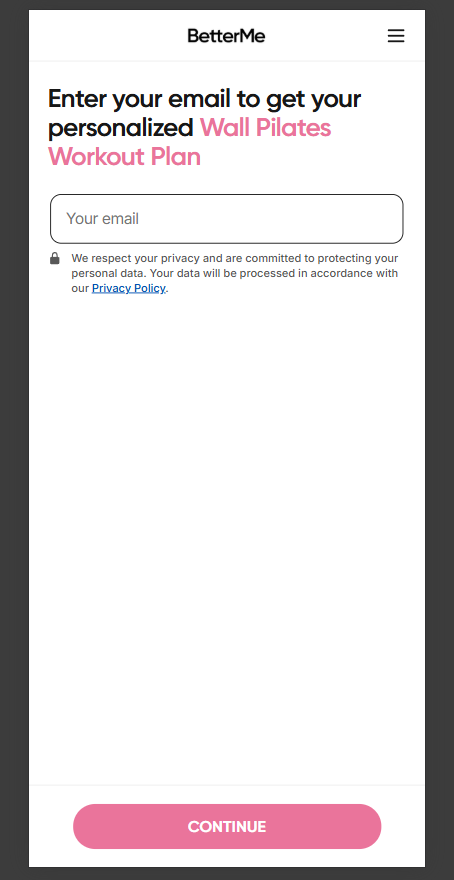 BetterMe
Enter your email to get your
personalized Wall Pilates
Workout Plan
Your email
We respect your privacy and are committed to protecting your
personal data. Your data will be processed in accordance with
our Privacy Policy.
CONTINUE